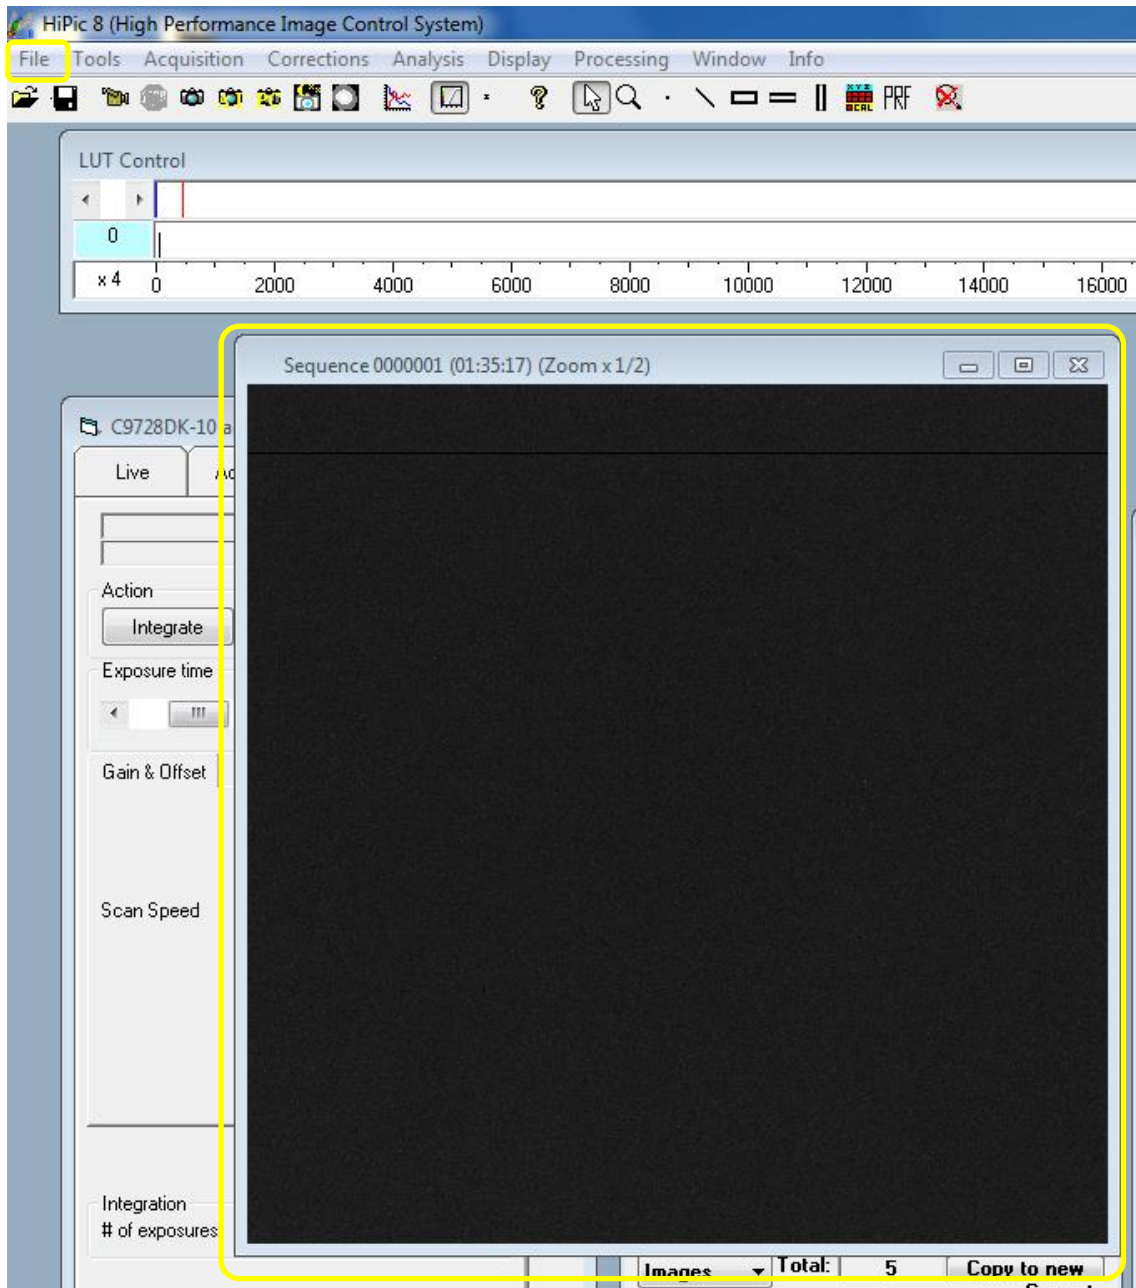 HiPic 8 (High Performance Image Control System)
File Tools Acquisition Corrections Analysis Display Processing Window Info
PRF
LUT Control
0
x 4 0 2000 4000 6000 8000 10000 12000 14000 16000
Sequence 0000001 (01:35:17) (Zoom x 1/2)
C9728DK-10
Live
Action
Integrate
Exposure time
Gain & Offset
Scan Speed
Integration
# of exposures
Images Total: 5 Copy to new